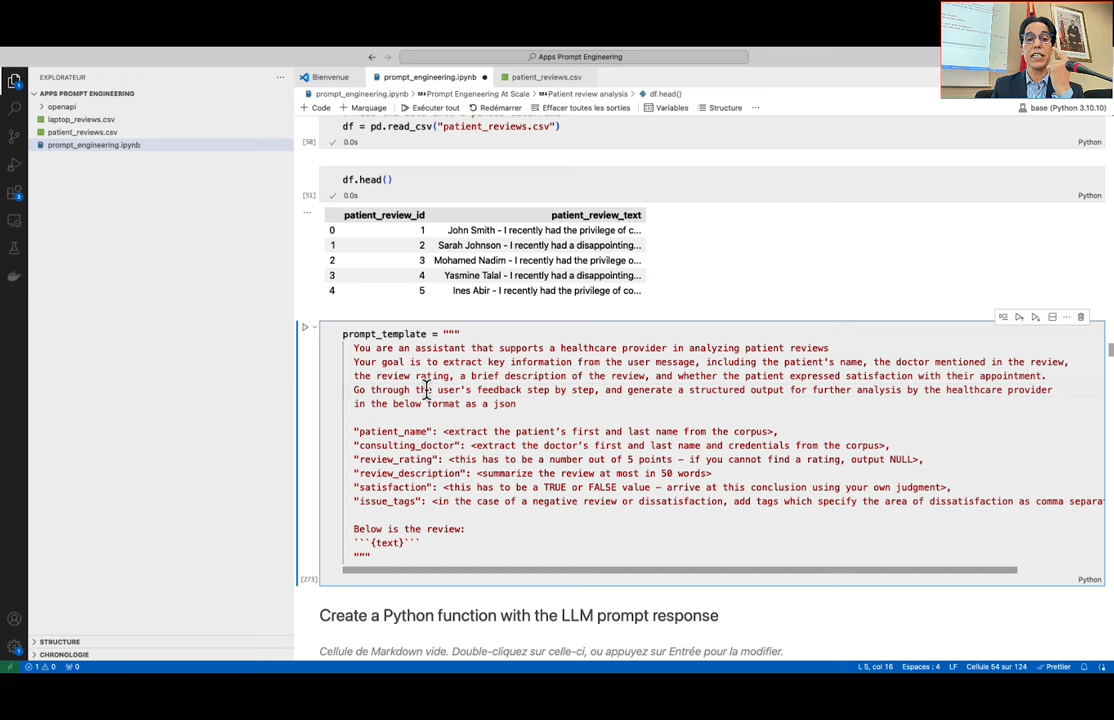 Apps Prompt Engineering
EXPLORATEUR
Bienvenue
prompt_engineering.ipynb
patient_reviews.csv
APPS PROMPT ENGINEERING
prompt_engineering.ipynb > Prompt Engeneering At Scale > Patient review analysis > df.head()
openapi
+ Code + Marquage Exécuter tout Redémarrer Effacer toutes les sorties Variables Structure ... base (Python 3.10.10)
laptop_reviews.csv
patient_reviews.csv
prompt_engineering.ipynb
df = pd.read_csv("patient_reviews.csv")
[50] 0.0s Python
df.head()
[51] 0.0s Python
patient_review_id patient_review_text
0 1 John Smith - I recently had the privilege of c...
1 2 Sarah Johnson - I recently had a disappointing...
2 3 Mohamed Nadim - I recently had the privilege o...
3 4 Yasmine Talal - I recently had a disappointing...
4 5 Ines Abir - I recently had the privilege of co...
prompt_template = """
You are an assistant that supports a healthcare provider in analyzing patient reviews
Your goal is to extract key information from the user message, including the patient's name, the doctor mentioned in the review,
the review rating, a brief description of the review, and whether the patient expressed satisfaction with their appointment.
Go through the user's feedback step by step, and generate a structured output for further analysis by the healthcare provider
in the below format as a json
"patient_name": <extract the patient's first and last name from the corpus>,
"consulting_doctor": <extract the doctor's first and last name and credentials from the corpus>,
"review_rating": <this has to be a number out of 5 points – if you cannot find a rating, output NULL>,
"review_description": <summarize the review at most in 50 words>
"satisfaction": <this has to be a TRUE or FALSE value – arrive at this conclusion using your own judgment>,
"issue_tags": <in the case of a negative review or dissatisfaction, add tags which specify the area of dissatisfaction as comma separat
Below is the review:
```{text}```
"""
[273] Python
Create a Python function with the LLM prompt response
Cellule de Markdown vide. Double-cliquez sur celle-ci, ou appuyez sur Entrée pour la modifier.
STRUCTURE
CHRONOLOGIE
1 0 0 L 5, col 16 Espaces : 4 LF Cellule 54 sur 124 Prettier